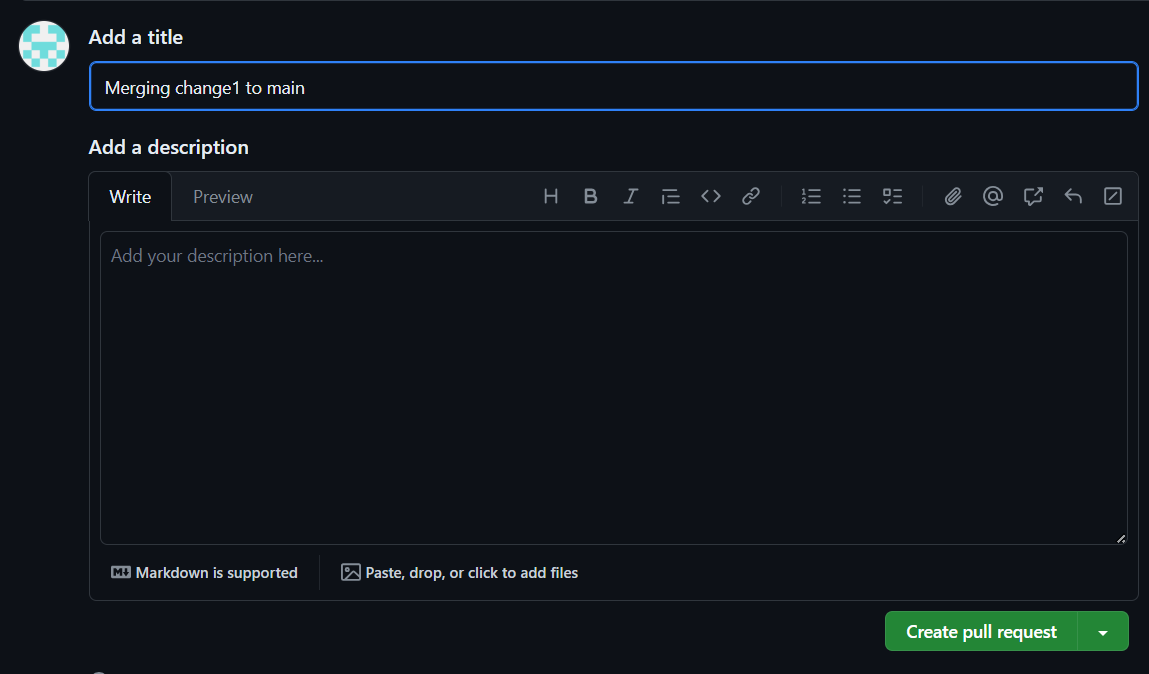 Add a title
Merging change1 to main
Add a description
Write Preview
Add your description here...
Markdown is supported Paste, drop, or click to add files
Create pull request